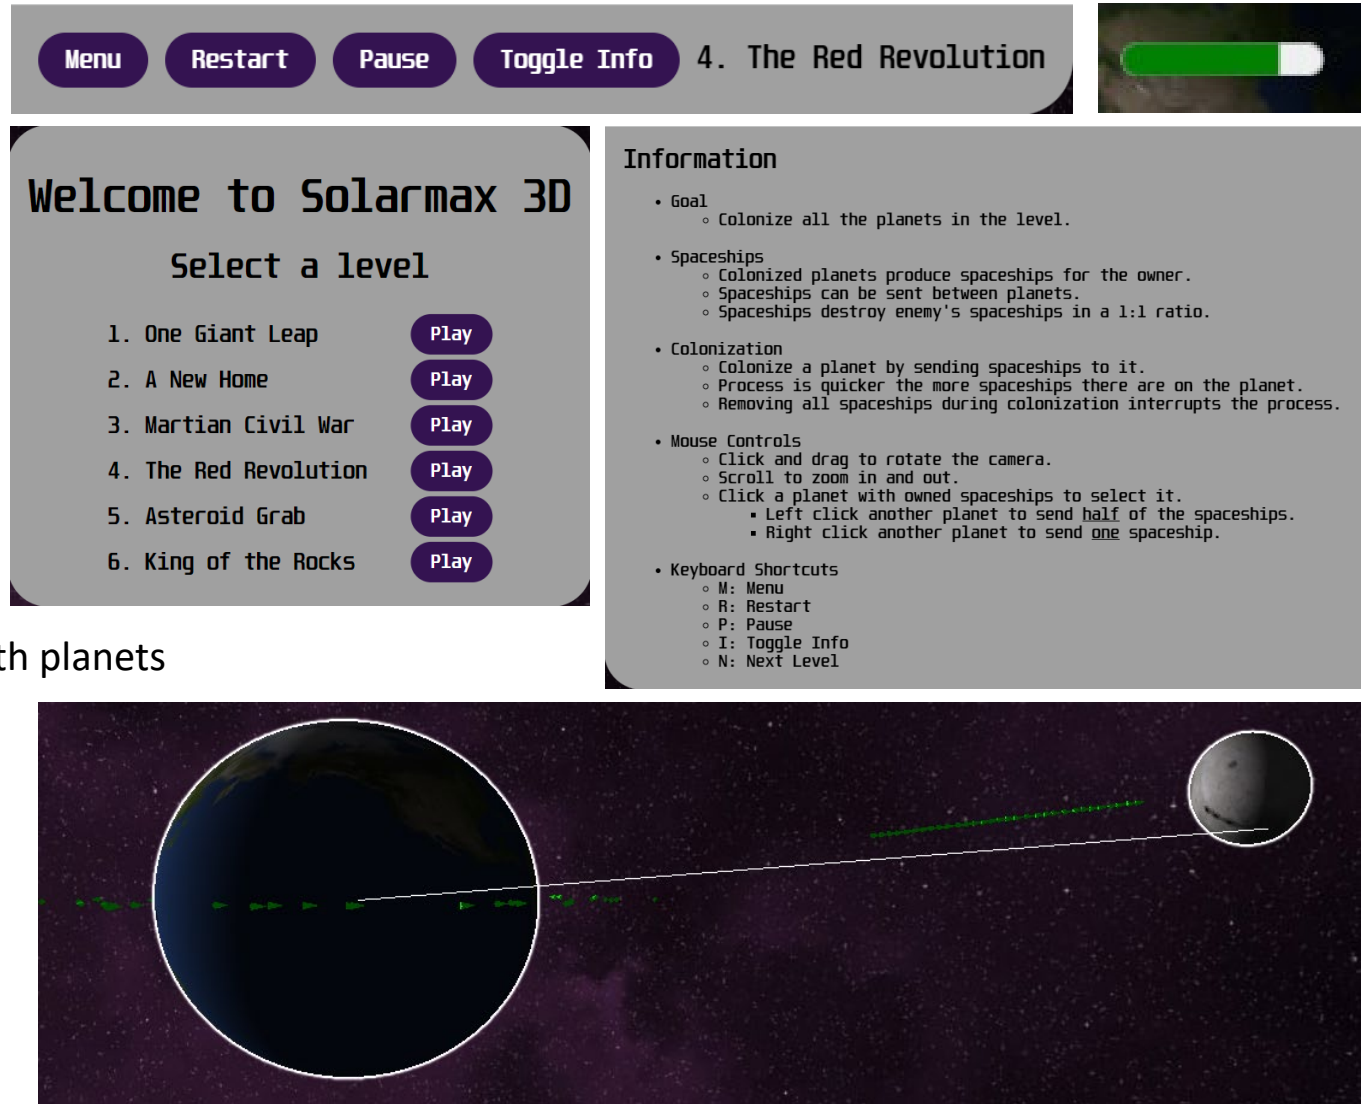 Menu Restart Pause Toggle Info 4. The Red Revolution
Welcome to Solarmax 3D
Select a level
1. One Giant Leap Play
2. A New Home Play
3. Martian Civil War Play
4. The Red Revolution Play
5. Asteroid Grab Play
6. King of the Rocks Play
Information
• Goal
◦ Colonize all the planets in the level.
• Spaceships
◦ Colonized planets produce spaceships for the owner.
◦ Spaceships can be sent between planets.
◦ Spaceships destroy enemy's spaceships in a 1:1 ratio.
• Colonization
◦ Colonize a planet by sending spaceships to it.
◦ Process is quicker the more spaceships there are on the planet.
◦ Removing all spaceships during colonization interrupts the process.
• Mouse Controls
◦ Click and drag to rotate the camera.
◦ Scroll to zoom in and out.
◦ Click a planet with owned spaceships to select it.
▪ Left click another planet to send half of the spaceships.
▪ Right click another planet to send one spaceship.
• Keyboard Shortcuts
◦ M: Menu
◦ R: Restart
◦ P: Pause
◦ I: Toggle Info
◦ N: Next Level
th planets